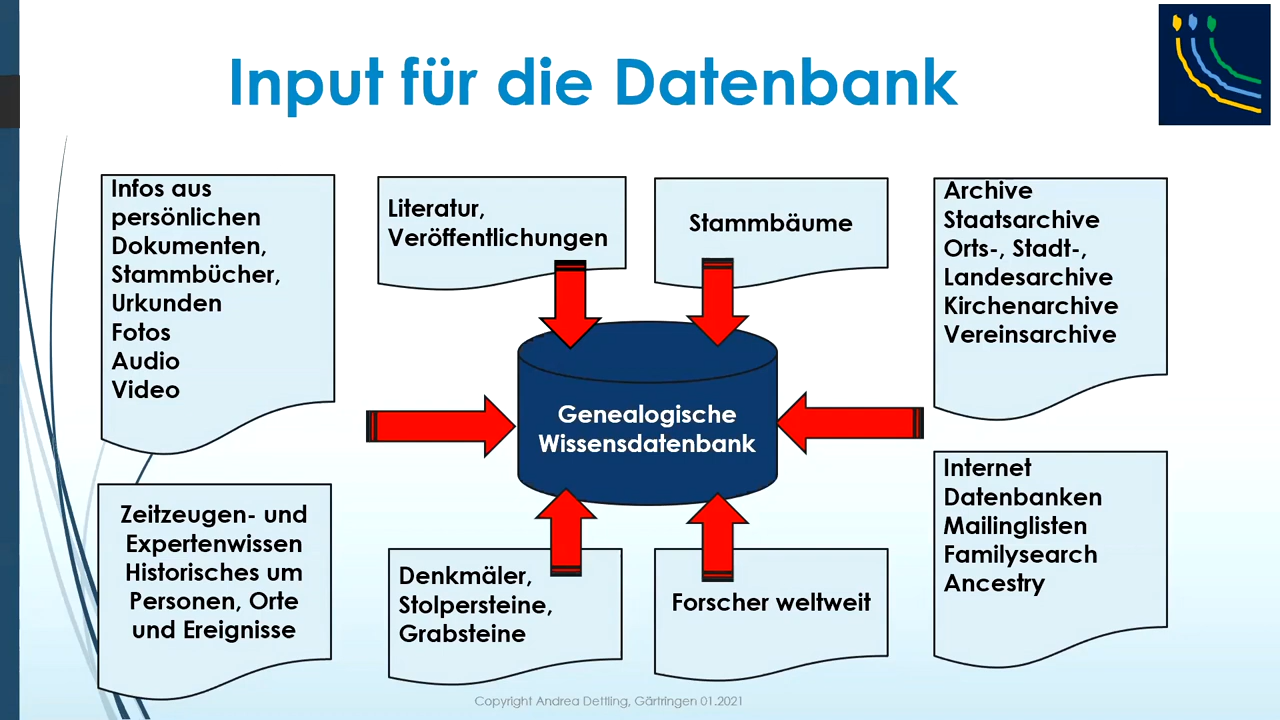 Input für die Datenbank
Infos aus
persönlichen
Dokumenten,
Stammbücher,
Urkunden
Fotos
Audio
Video
Literatur,
Veröffentlichungen
Stammbäume
Archive
Staatsarchive
Orts-, Stadt-,
Landesarchive
Kirchenarchive
Vereinsarchive
Genealogische
Wissensdatenbank
Zeitzeugen- und
Expertenwissen
Historisches um
Personen, Orte
und Ereignisse
Denkmäler,
Stolpersteine,
Grabsteine
Forscher weltweit
Internet
Datenbanken
Mailinglisten
Familysearch
Ancestry
Copyright Andrea Dettling, Gärtringen 01.2021